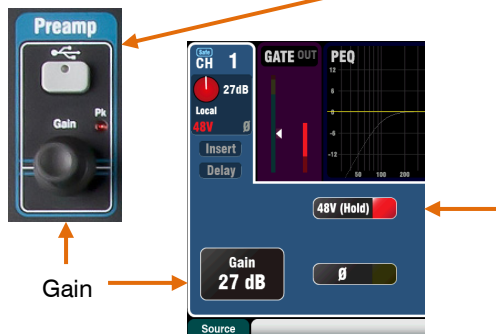 Preamp
Gain
Pk
Gain
Safe
CH 1
27dB
Local
48V Ø
Insert
Delay
GATE OUT
PEQ
12
6
0
-6
-12
50 100 200
48V (Hold)
Gain
27 dB
Ø
Source